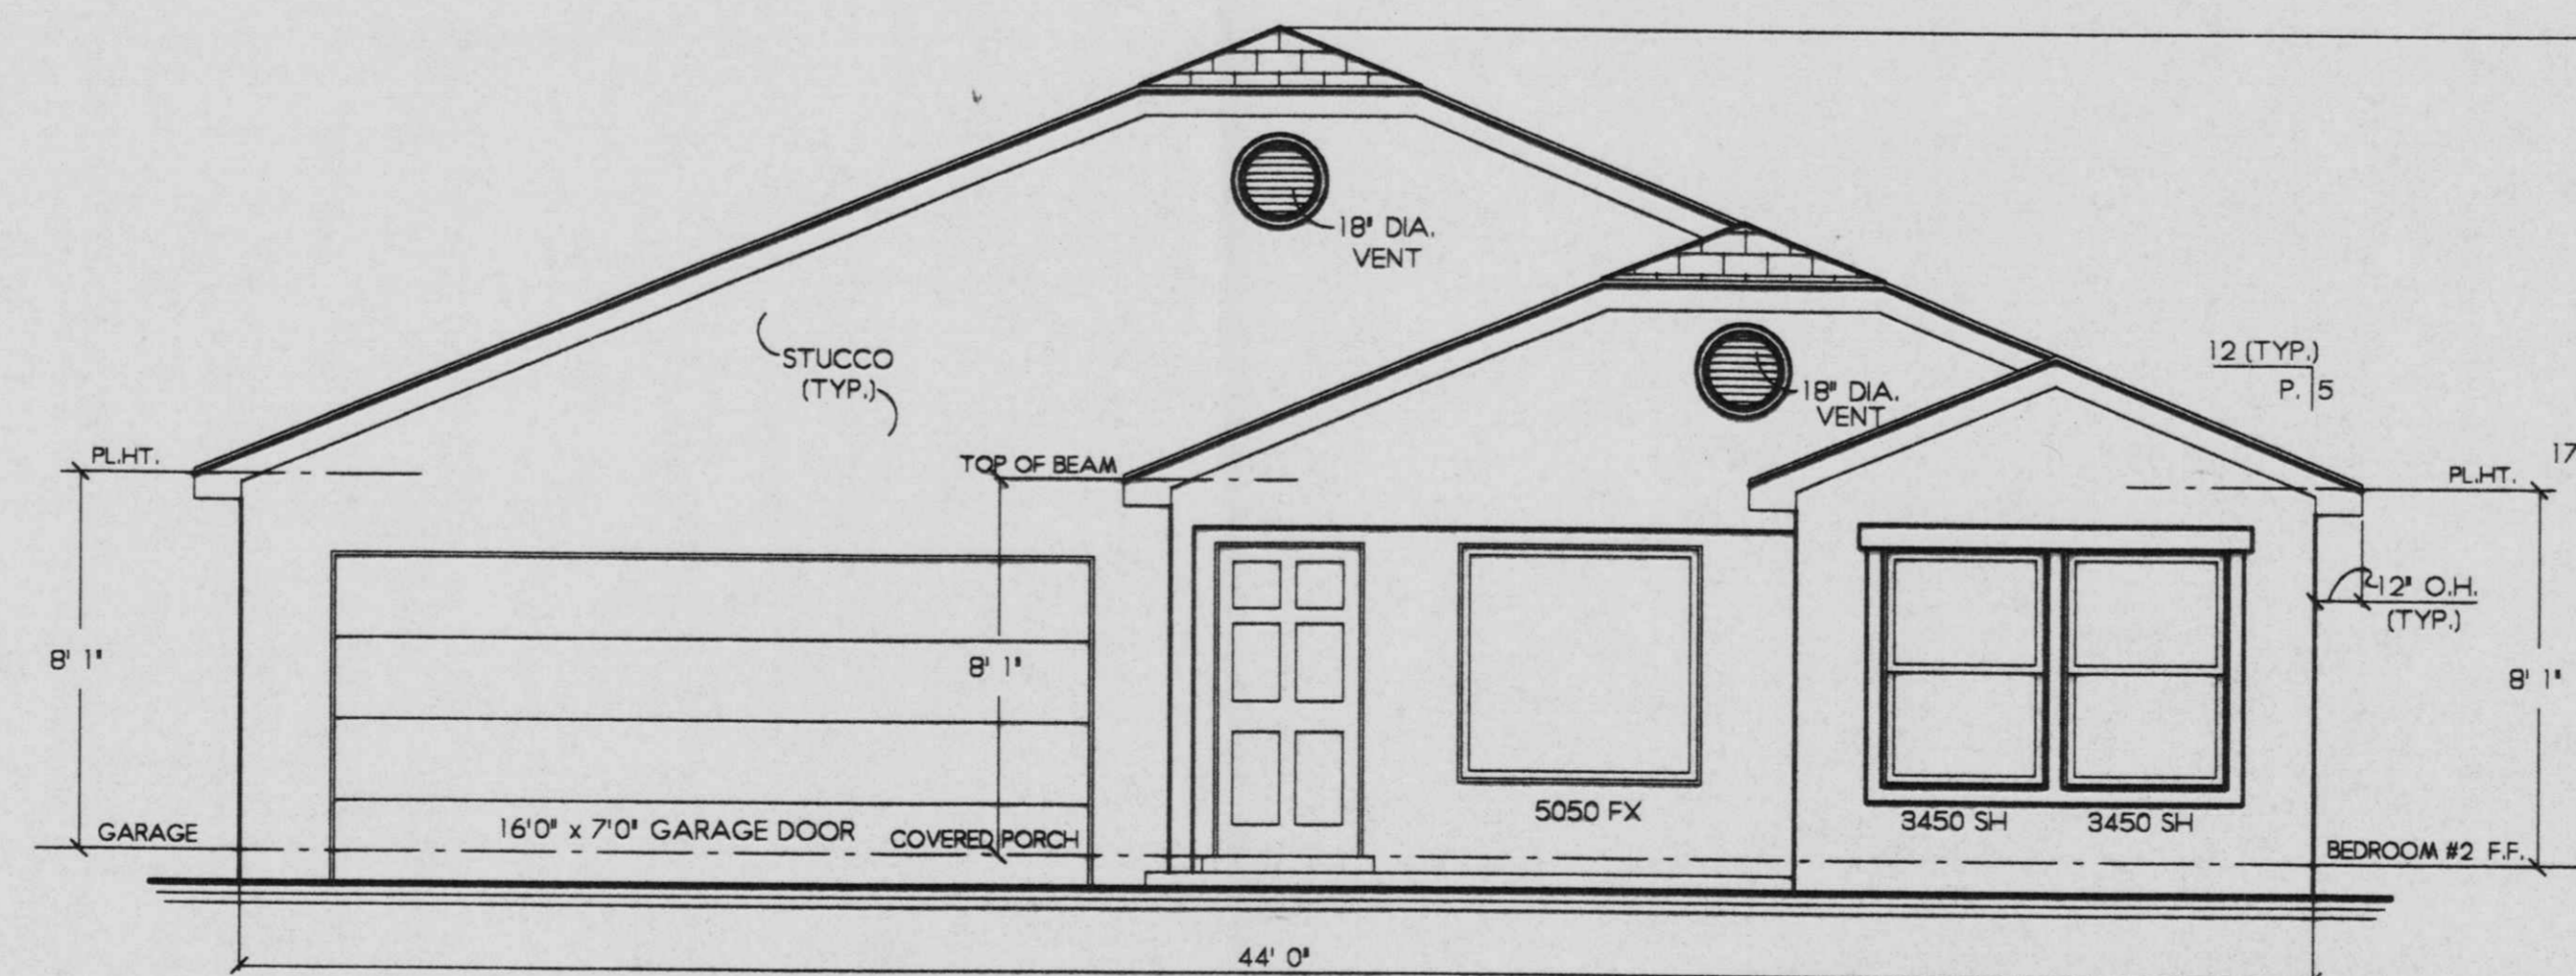 18" DIA.
VENT
STUCCO
(TYP.)
18" DIA.
VENT
12 (TYP.)
P. 5
PL.HT.
TOP OF BEAM
17
PL.HT.
12" O.H.
(TYP.)
8' 1"
8' 1"
8' 1"
GARAGE
16'0" x 7'0" GARAGE DOOR
COVERED PORCH
5050 FX
3450 SH
3450 SH
BEDROOM #2 F.F.
44' 0"